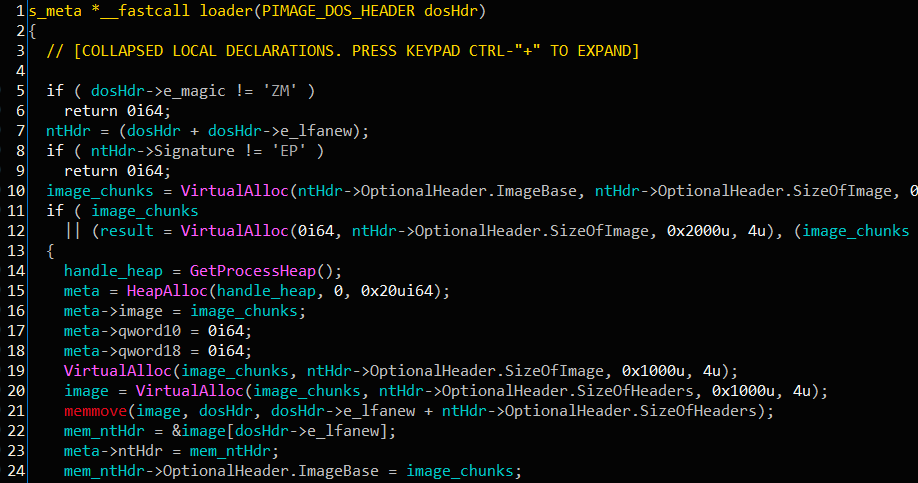 1 s_meta *__fastcall loader(PIMAGE_DOS_HEADER dosHdr)
2 {
3 // [COLLAPSED LOCAL DECLARATIONS. PRESS KEYPAD CTRL-"+" TO EXPAND]
4
5 if ( dosHdr->e_magic != 'ZM' )
6 return 0i64;
7 ntHdr = (dosHdr + dosHdr->e_lfanew);
8 if ( ntHdr->Signature != 'EP' )
9 return 0i64;
10 image_chunks = VirtualAlloc(ntHdr->OptionalHeader.ImageBase, ntHdr->OptionalHeader.SizeOfImage, 0
11 if ( image_chunks
12 || (result = VirtualAlloc(0i64, ntHdr->OptionalHeader.SizeOfImage, 0x2000u, 4u), (image_chunks
13 {
14 handle_heap = GetProcessHeap();
15 meta = HeapAlloc(handle_heap, 0, 0x20ui64);
16 meta->image = image_chunks;
17 meta->qword10 = 0i64;
18 meta->qword18 = 0i64;
19 VirtualAlloc(image_chunks, ntHdr->OptionalHeader.SizeOfImage, 0x1000u, 4u);
20 image = VirtualAlloc(image_chunks, ntHdr->OptionalHeader.SizeOfHeaders, 0x1000u, 4u);
21 memmove(image, dosHdr, dosHdr->e_lfanew + ntHdr->OptionalHeader.SizeOfHeaders);
22 mem_ntHdr = &image[dosHdr->e_lfanew];
23 meta->ntHdr = mem_ntHdr;
24 mem_ntHdr->OptionalHeader.ImageBase = image_chunks;